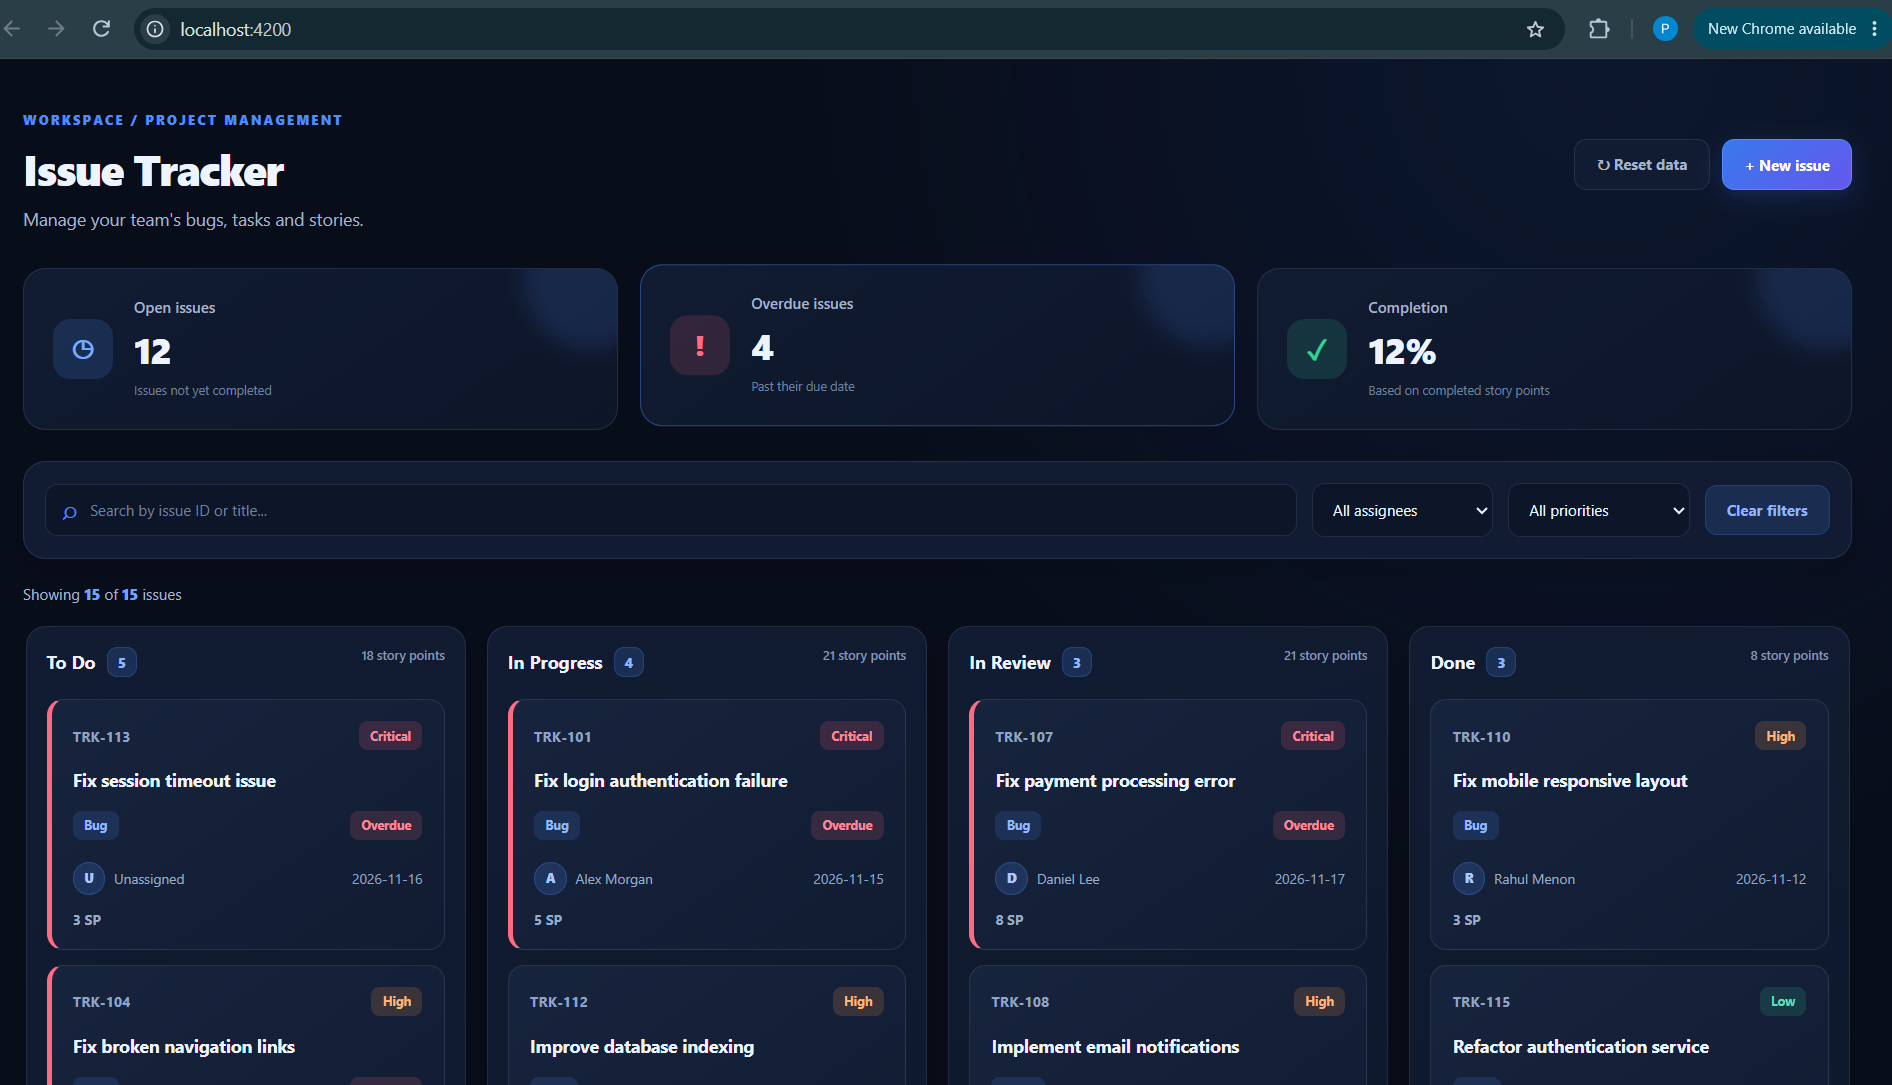 localhost:4200
P
New Chrome available
WORKSPACE / PROJECT MANAGEMENT
Issue Tracker
Manage your team's bugs, tasks and stories.
↻ Reset data
+ New issue
Open issues
12
Issues not yet completed
!
Overdue issues
4
Past their due date
✓
Completion
12%
Based on completed story points
Search by issue ID or title...
All assignees
All priorities
Clear filters
Showing 15 of 15 issues
To Do 5
18 story points
TRK-113
Critical
Fix session timeout issue
Bug
Overdue
U Unassigned
2026-11-16
3 SP
TRK-104
High
Fix broken navigation links
In Progress 4
21 story points
TRK-101
Critical
Fix login authentication failure
Bug
Overdue
A Alex Morgan
2026-11-15
5 SP
TRK-112
High
Improve database indexing
In Review 3
21 story points
TRK-107
Critical
Fix payment processing error
Bug
Overdue
D Daniel Lee
2026-11-17
8 SP
TRK-108
High
Implement email notifications
Done 3
8 story points
TRK-110
High
Fix mobile responsive layout
Bug
R Rahul Menon
2026-11-12
3 SP
TRK-115
Low
Refactor authentication service